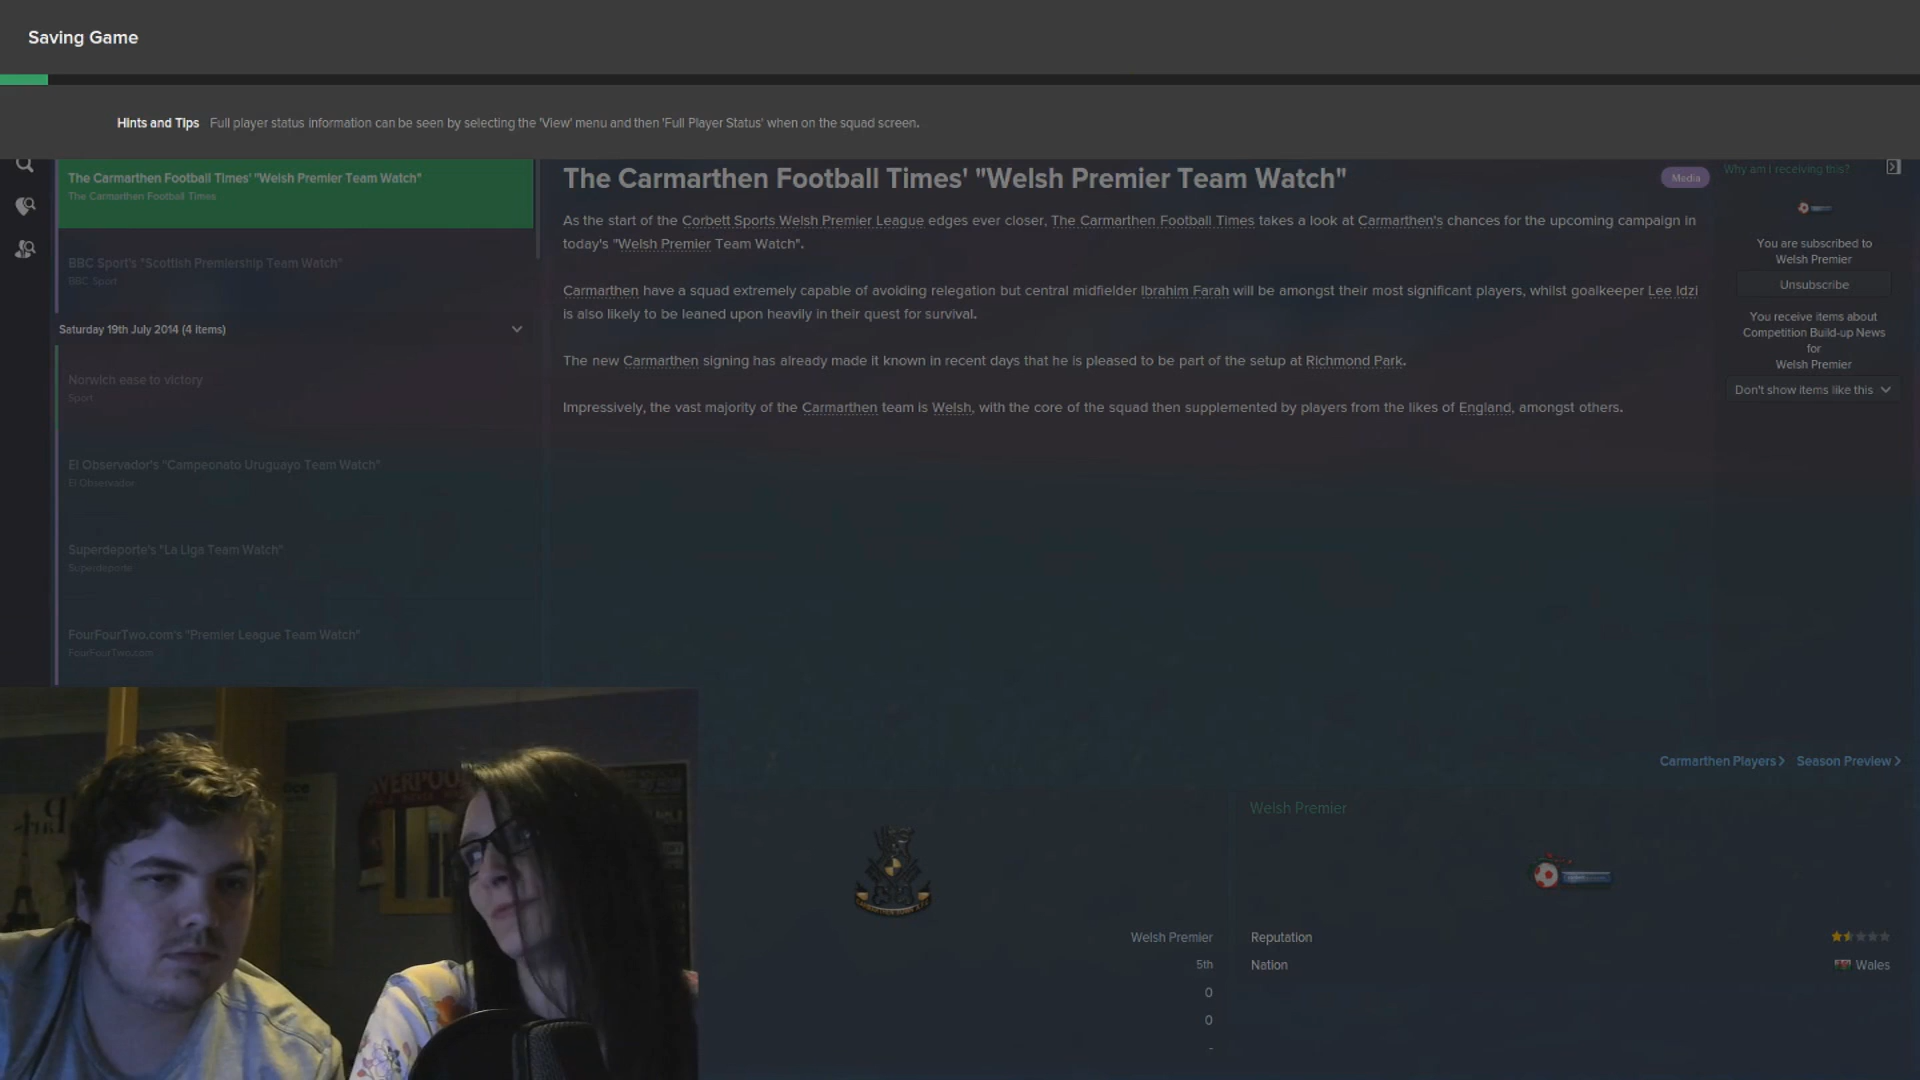 Saving Game
Hints and Tips Full player status information can be seen by selecting the 'View' menu and then 'Full Player Status' when on the squad screen.
The Carmarthen Football Times' "Welsh Premier Team Watch"
The Carmarthen Football Times
BBC Sport's "Scottish Premiership Team Watch"
BBC Sport
Saturday 19th July 2014 (4 Items)
Norwich ease to victory
Sport
El Observador's "Campeonato Uruguayo Team Watch"
El Observador
Superdeporte's "La Liga Team Watch"
Superdeporte
FourFourTwo.com's "Premier League Team Watch"
FourFourTwo.com
The Carmarthen Football Times' "Welsh Premier Team Watch"
Media
As the start of the Corbett Sports Welsh Premier League edges ever closer, The Carmarthen Football Times takes a look at Carmarthen's chances for the upcoming campaign in
today's "Welsh Premier Team Watch".
Carmarthen have a squad extremely capable of avoiding relegation but central midfielder Ibrahim Farah will be amongst their most significant players, whilst goalkeeper Lee Idzi
is also likely to be leaned upon heavily in their quest for survival.
The new Carmarthen signing has already made it known in recent days that he is pleased to be part of the setup at Richmond Park.
Impressively, the vast majority of the Carmarthen team is Welsh, with the core of the squad then supplemented by players from the likes of England, amongst others.
Why am I receiving this?
You are subscribed to
Welsh Premier
Unsubscribe
You receive items about
Competition Build-up News
for
Welsh Premier
Don't show items like this
Carmarthen Players
Season Preview
Welsh Premier
5th
0
0
-
Welsh Premier
Reputation
Nation Wales